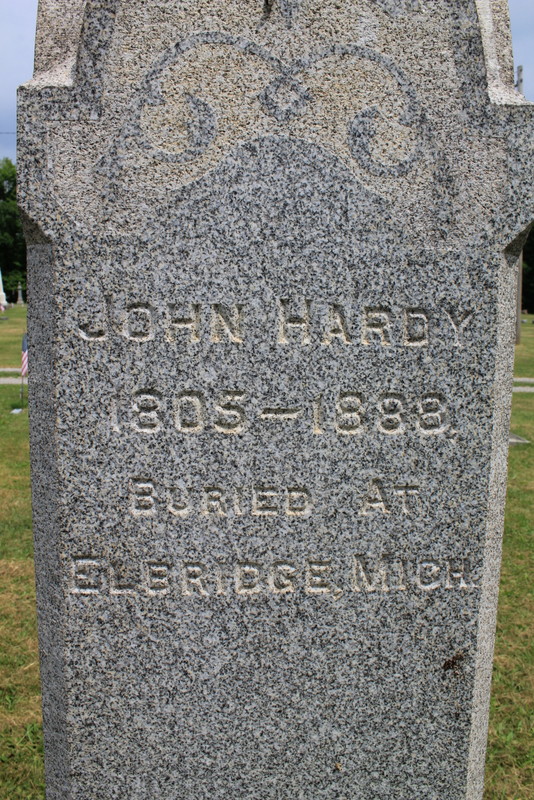 JOHN HARDY
1805–1888.
BURIED AT
ELBRIDGE, MICH.